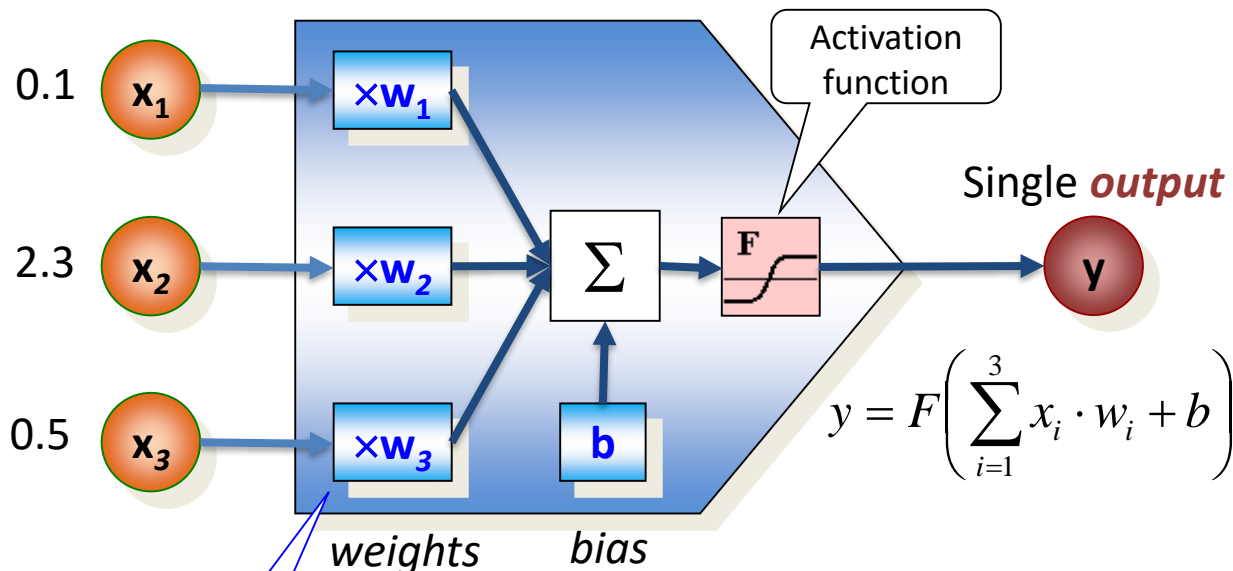 Activation
function
0.1
x₁
×w₁
Single output
2.3
x₂
×w₂
Σ
F
y
0.5
x₃
×w₃
b
y = F(∑_{i=1}^{3} x_i · w_i + b)
weights
bias